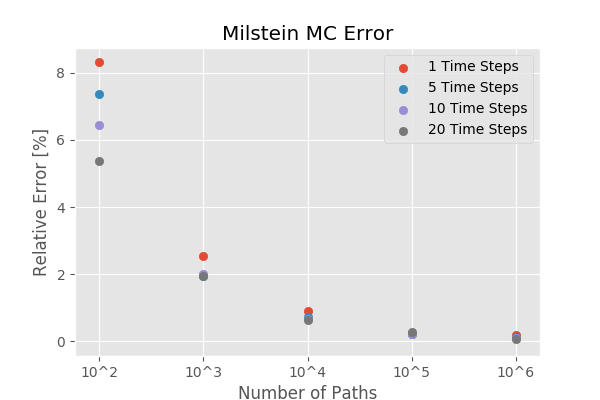 Milstein MC Error
1 Time Steps
5 Time Steps
10 Time Steps
20 Time Steps
Relative Error [%]
8
6
4
2
0
10^2 10^3 10^4 10^5 10^6
Number of Paths